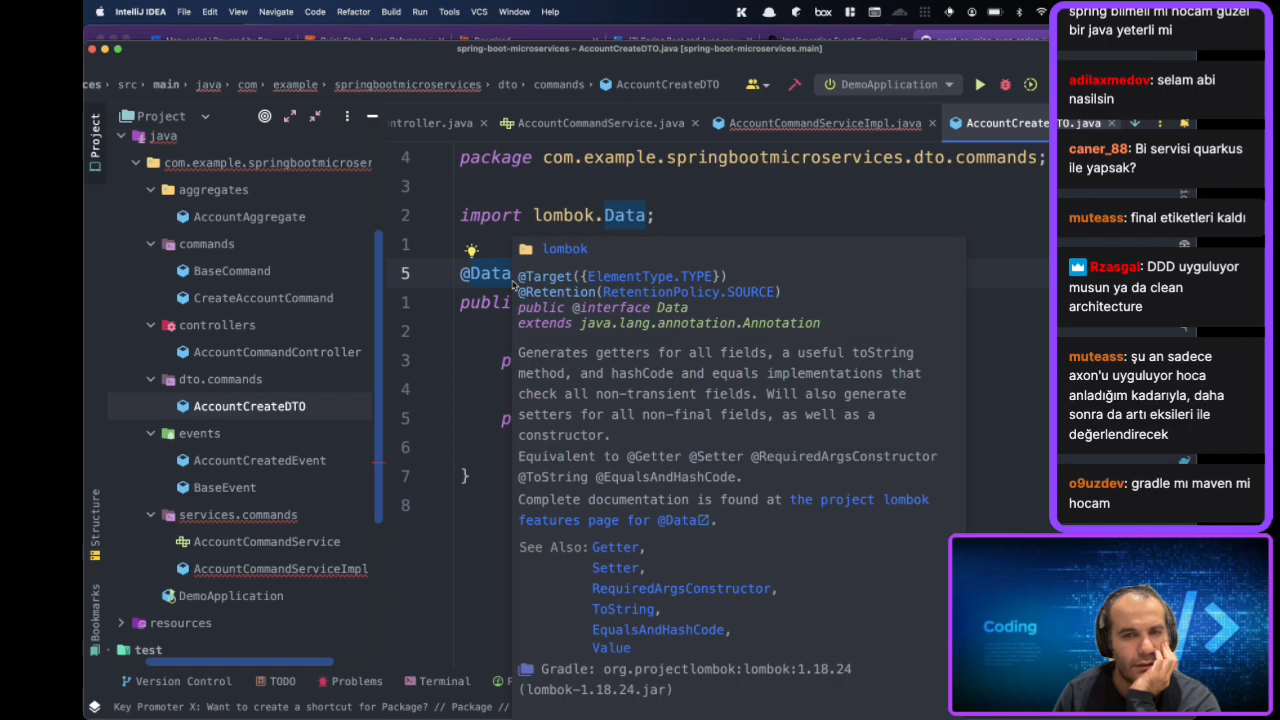 IntelliJ IDEA File Edit View Navigate Code Refactor Build Run Tools VCS Window Help
box
spring-boot-microservices – AccountCreateDTO.java [spring-boot-microservices.main]
ces src main java com example springbootmicroservices dto commands AccountCreateDTO
DemoApplication
Project
Project
ntroller.java
AccountCommandService.java
AccountCommandServiceImpl.java
AccountCreateDTO.java
java
com.example.springbootmicroser
aggregates
AccountAggregate
commands
BaseCommand
CreateAccountCommand
controllers
AccountCommandController
dto.commands
AccountCreateDTO
events
AccountCreatedEvent
BaseEvent
services.commands
AccountCommandService
AccountCommandServiceImpl
DemoApplication
resources
test
Structure
Bookmarks
4 package com.example.springbootmicroservices.dto.commands;
3
2 import lombok.Data;
1
5 @Data
1 publi
2
3 p
4
5 p
6
7 }
8
lombok
@Target({ElementType.TYPE})
@Retention(RetentionPolicy.SOURCE)
public @interface Data
extends java.lang.annotation.Annotation
Generates getters for all fields, a useful toString
method, and hashCode and equals implementations that
check all non-transient fields. Will also generate
setters for all non-final fields, as well as a
constructor.
Equivalent to @Getter @Setter @RequiredArgsConstructor
@ToString @EqualsAndHashCode.
Complete documentation is found at the project lombok
features page for @Data.
See Also: Getter,
Setter,
RequiredArgsConstructor,
ToString,
EqualsAndHashCode,
Value
Gradle: org.projectlombok:lombok:1.18.24
(lombok-1.18.24.jar)
Version Control TODO Problems Terminal
Key Promoter X: Want to create a shortcut for Package? // Package //
spring bilmeli mi hocam güzel
bir java yeterli mi
adilaxmedov: selam abi
nasilsin
caner_88: Bi servisi quarkus
ile yapsak?
muteass: final etiketleri kaldı
Rzasgai: DDD uyguluyor
musun ya da clean
architecture
muteass: şu an sadece
axon'u uyguluyor hoca
anladığım kadarıyla, daha
sonra da artı eksileri ile
değerlendirecek
o9uzdev: gradle mı maven mi
hocam
Coding